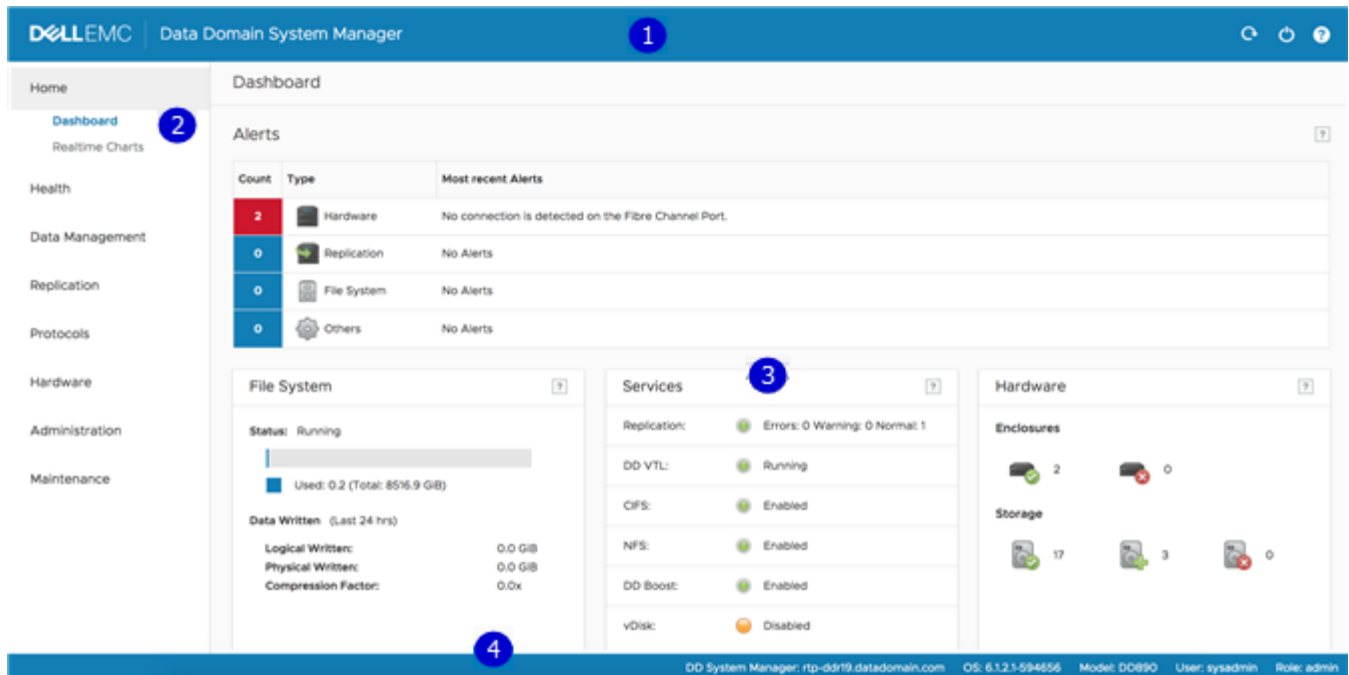 DELLEMC Data Domain System Manager 1 ?
Home
Dashboard
Realtime Charts
2
Health
Data Management
Replication
Protocols
Hardware
Administration
Maintenance
Dashboard
Alerts ?
Count Type Most recent Alerts
2 Hardware No connection is detected on the Fibre Channel Port.
0 Replication No Alerts
0 File System No Alerts
0 Others No Alerts
File System ?
Status: Running
Used: 0.2 (Total: 8516.9 GiB)
Data Written (Last 24 hrs)
Logical Written: 0.0 GiB
Physical Written: 0.0 GiB
Compression Factor: 0.0x
Services 3 ?
Replication: Errors: 0 Warning: 0 Normal: 1
DD VTL: Running
CIFS: Enabled
NFS: Enabled
DD Boost: Enabled
vDisk: Disabled
Hardware ?
Enclosures
2 0
Storage
17 3 0
4
DD System Manager: rtp-ddr19.datadomain.com OS: 6.1.2.1-594656 Model: DD890 User: sysadmin Role: admin